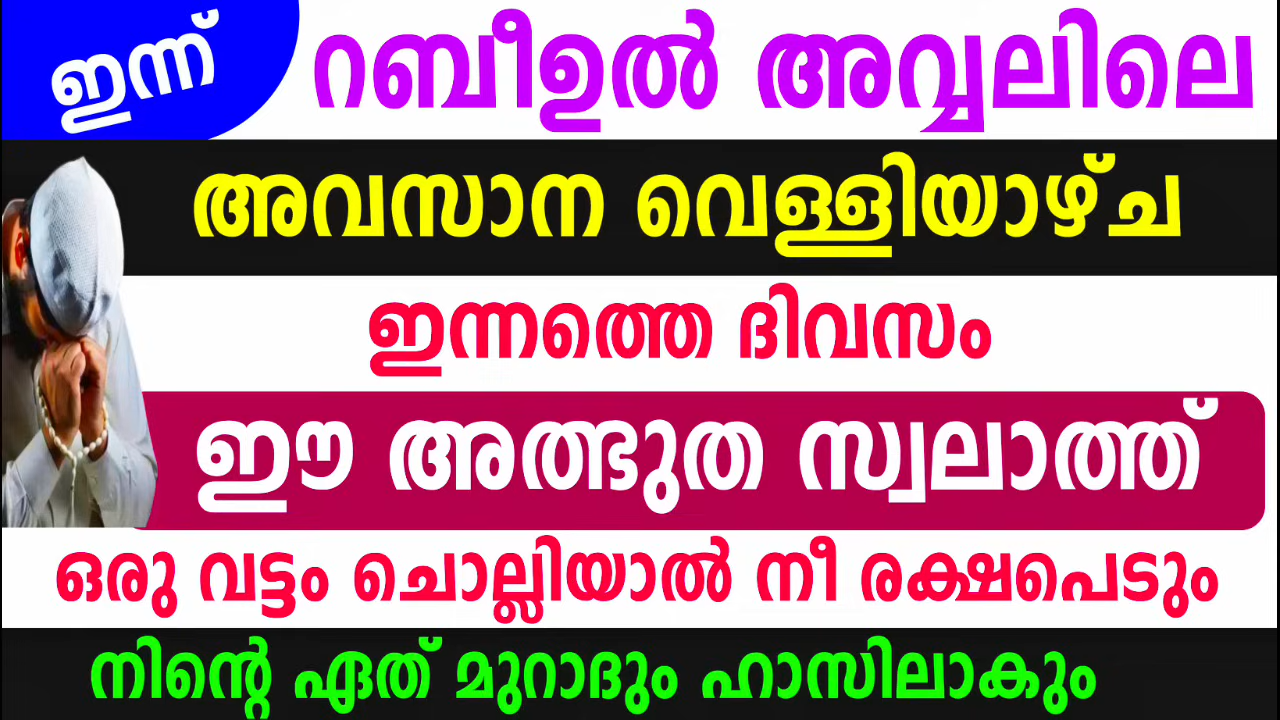 ഇന്ന് റബീഉൽ അവ്വലിലെ
അവസാന വെള്ളിയാഴ്ച
ഇന്നത്തെ ദിവസം
ഈ അത്ഭുത സ്വലാത്ത്
ഒരു വട്ടം ചൊല്ലിയാൽ നീ രക്ഷപെടും
നിന്റെ ഏത് മുറാദും ഹാസിലാകും